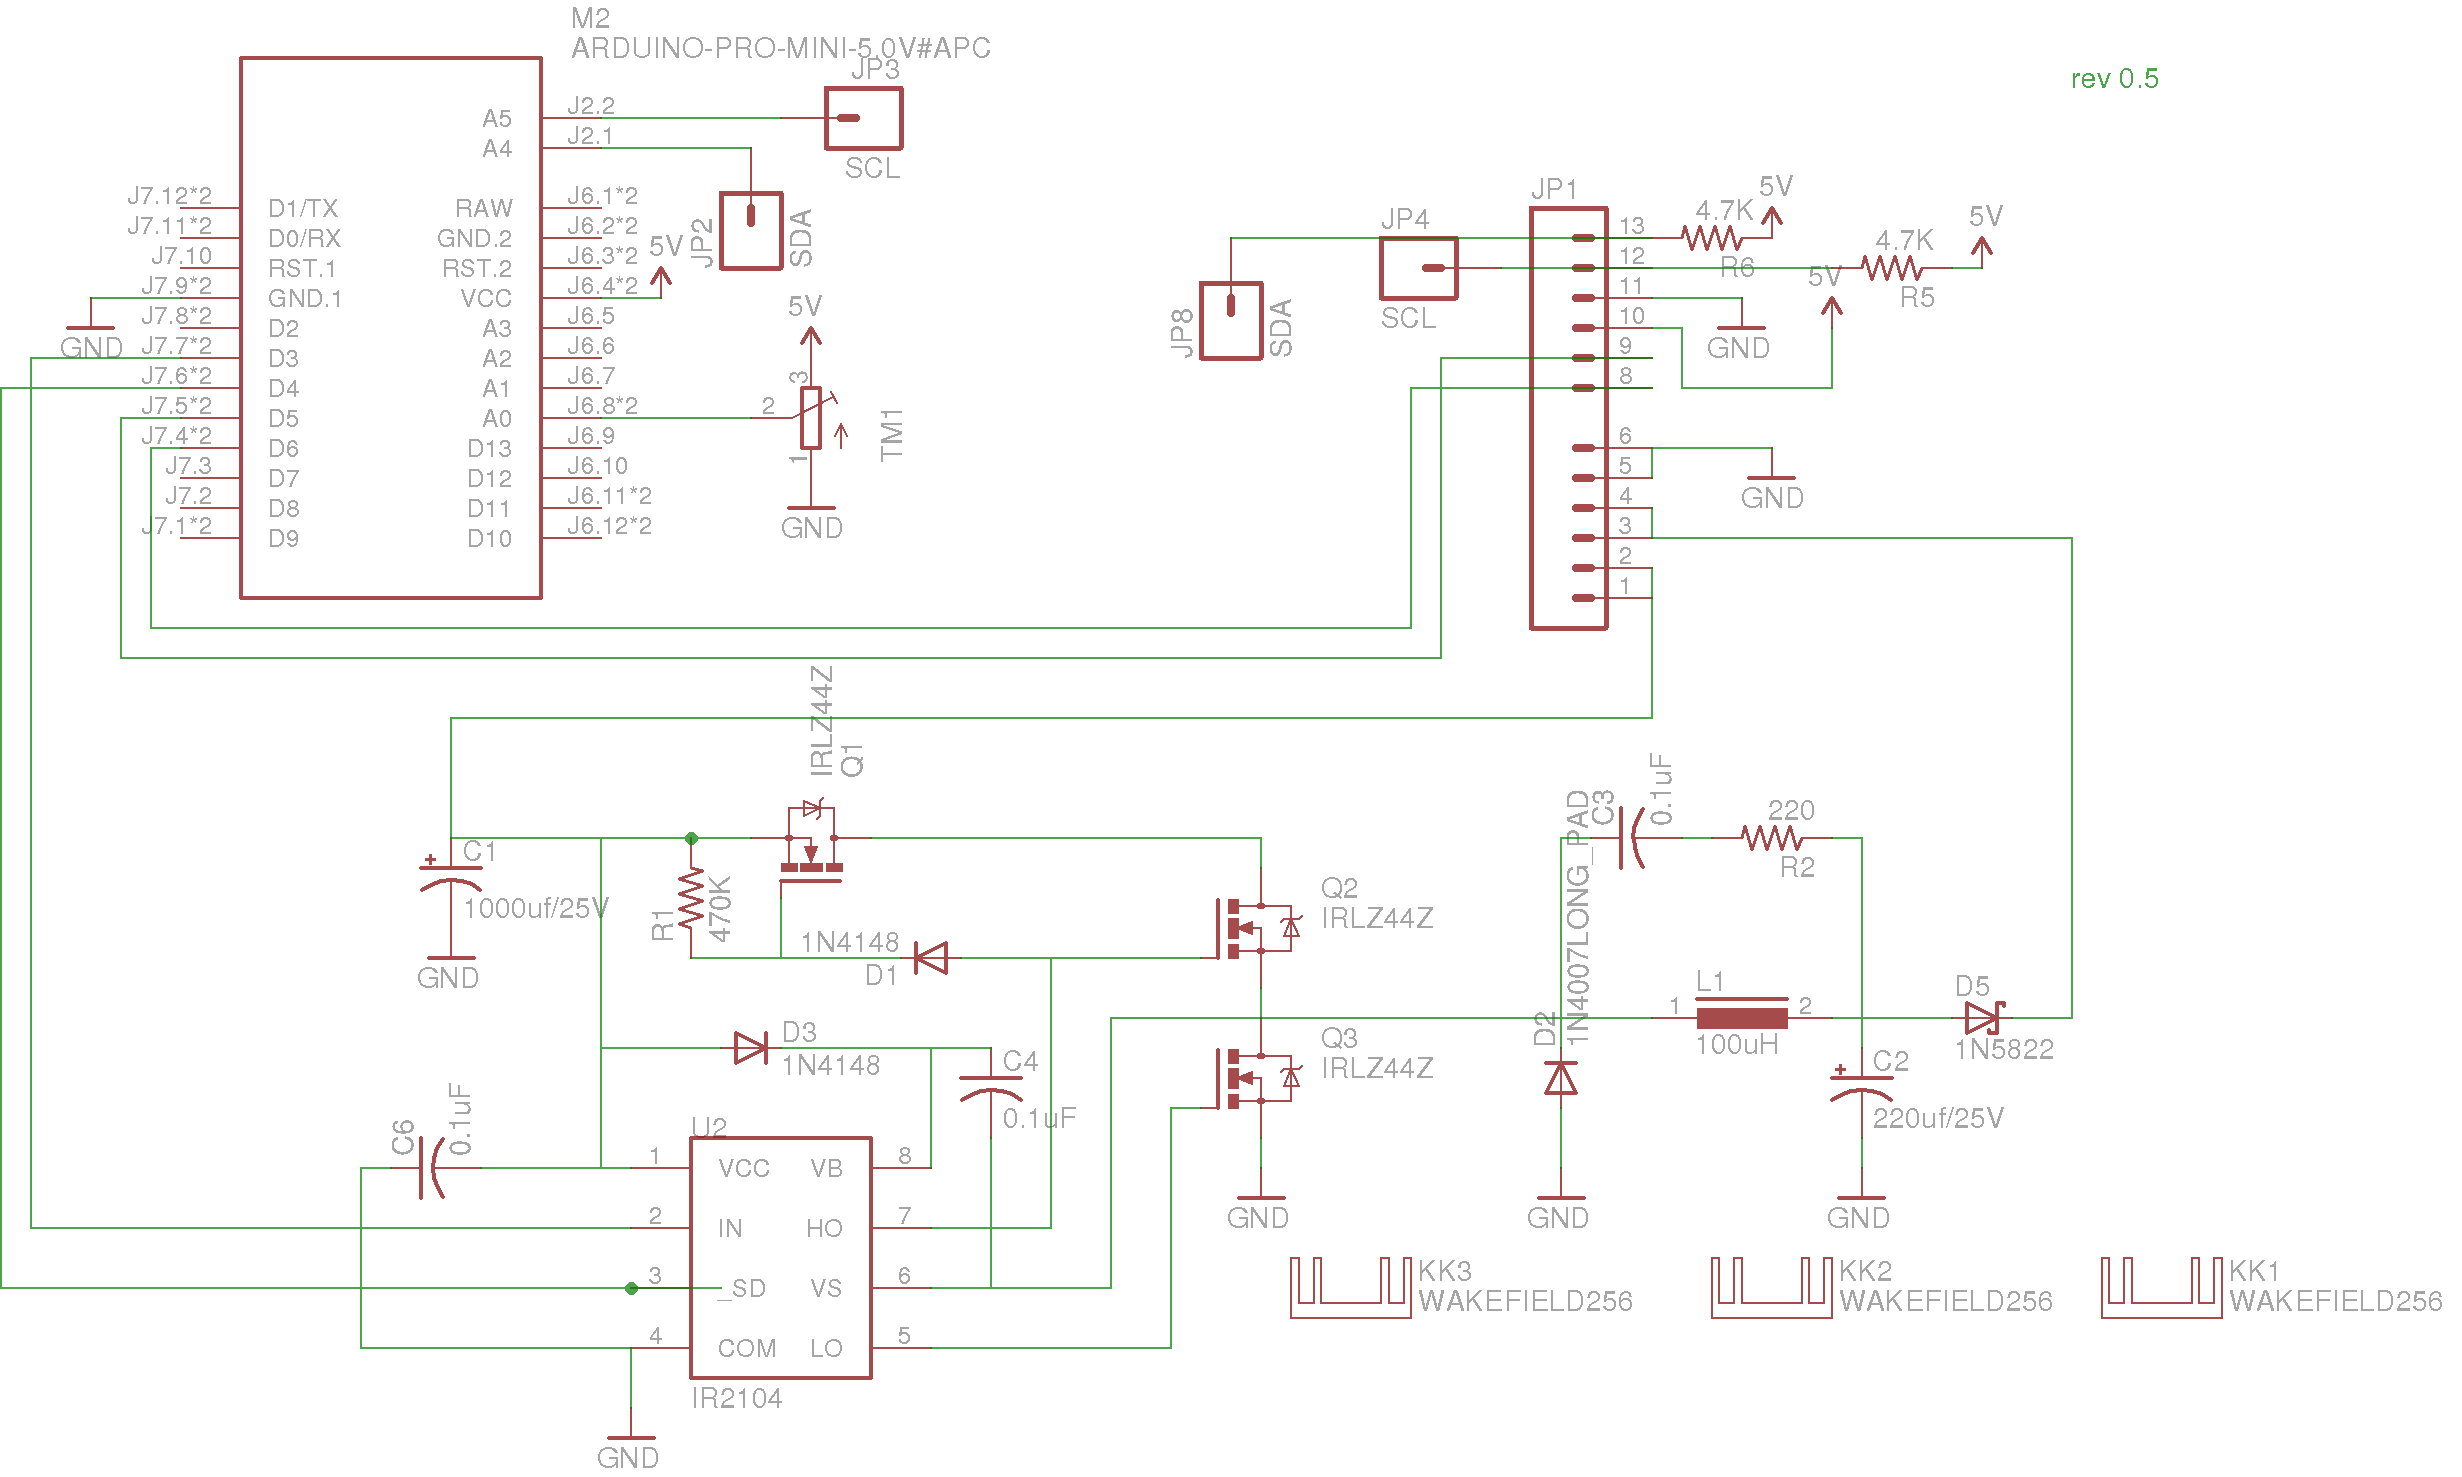 M2
ARDUINO-PRO-MINI-5.0V#APC
JP3
SCL
rev 0.5
A5 J2.2
A4 J2.1
J7.12*2 D1/TX RAW J6.1*2
J7.11*2 D0/RX GND.2 J6.2*2
J7.10 RST.1 RST.2 J6.3*2
J7.9*2 GND.1 VCC J6.4*2
J7.8*2 D2 A3 J6.5
J7.7*2 D3 A2 J6.6
J7.6*2 D4 A1 J6.7
J7.5*2 D5 A0 J6.8*2
J7.4*2 D6 D13 J6.9
J7.3 D7 D12 J6.10
J7.2 D8 D11 J6.11*2
J7.1*2 D9 D10 J6.12*2
GND
5V
JP2
SDA
5V
3
2
1
TM1
GND
JP8
SDA
JP4
SCL
JP1
13
12
11
10
9
8
6
5
4
3
2
1
4.7K
R6
5V
4.7K
R5
5V
5V
GND
GND
IRLZ44Z
Q1
C1
1000uf/25V
GND
R1
470K
1N4148
D1
Q2
IRLZ44Z
Q3
IRLZ44Z
GND
D3
1N4148
C4
0.1uF
C6
0.1uF
U2
1 VCC VB 8
2 IN HO 7
3 _SD VS 6
4 COM LO 5
IR2104
GND
C3
0.1uF
220
R2
D2
1N4007LONG_PAD
GND
L1
1 2
100uH
D5
1N5822
C2
220uf/25V
GND
KK3
WAKEFIELD256
KK2
WAKEFIELD256
KK1
WAKEFIELD256